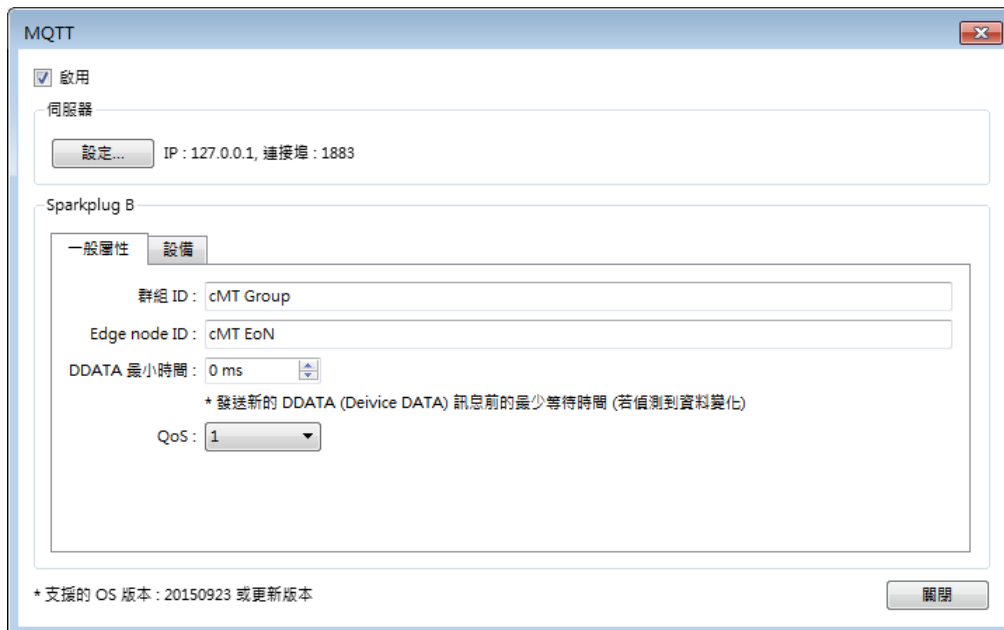 MQTT
啟用
伺服器
設定... IP : 127.0.0.1, 連接埠 : 1883
Sparkplug B
一般屬性 設備
群組 ID : cMT Group
Edge node ID : cMT EoN
DDATA 最小時間 : 0 ms
* 發送新的 DDATA (Deivice DATA) 訊息前的最少等待時間 (若偵測到資料變化)
QoS : 1
* 支援的 OS 版本 : 20150923 或更新版本
關閉